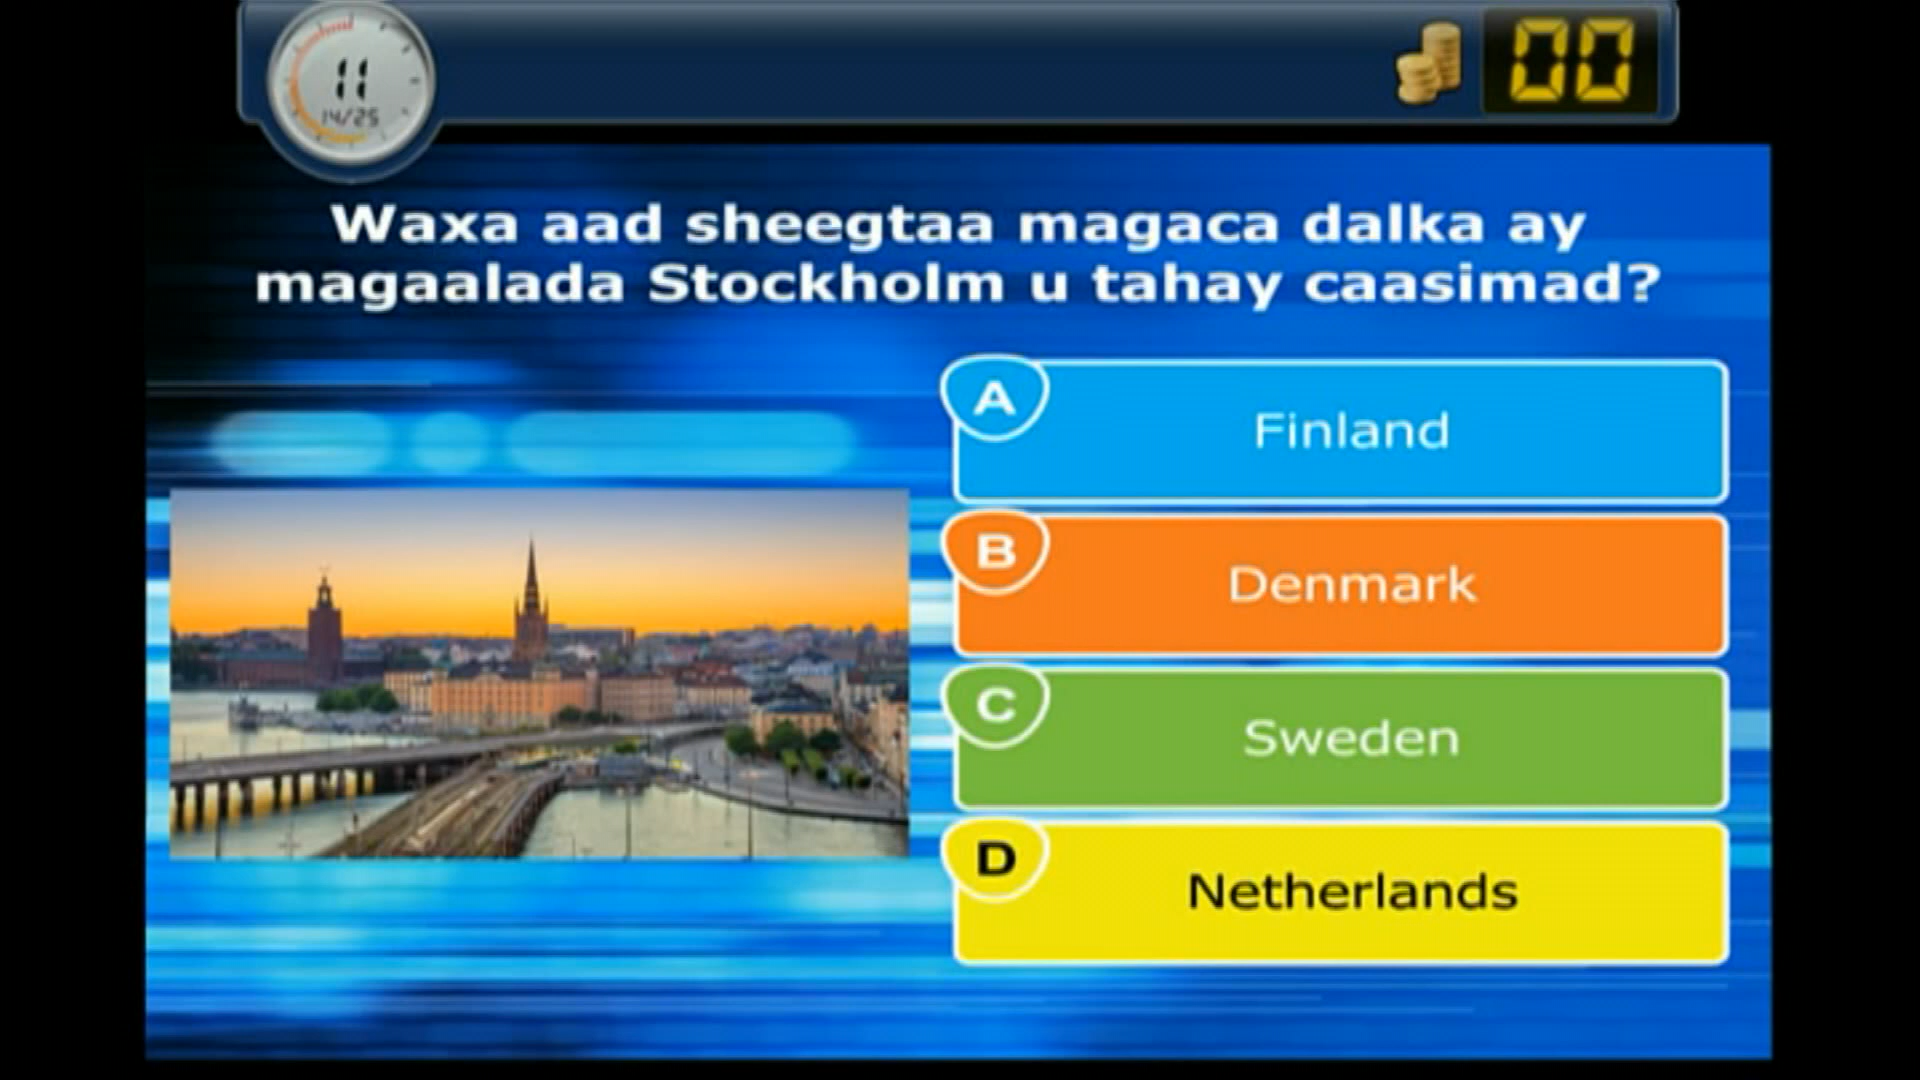 11
14/25
00
Waxa aad sheegtaa magaca dalka ay
magaalada Stockholm u tahay caasimad?
A
Finland
B
Denmark
C
Sweden
D
Netherlands